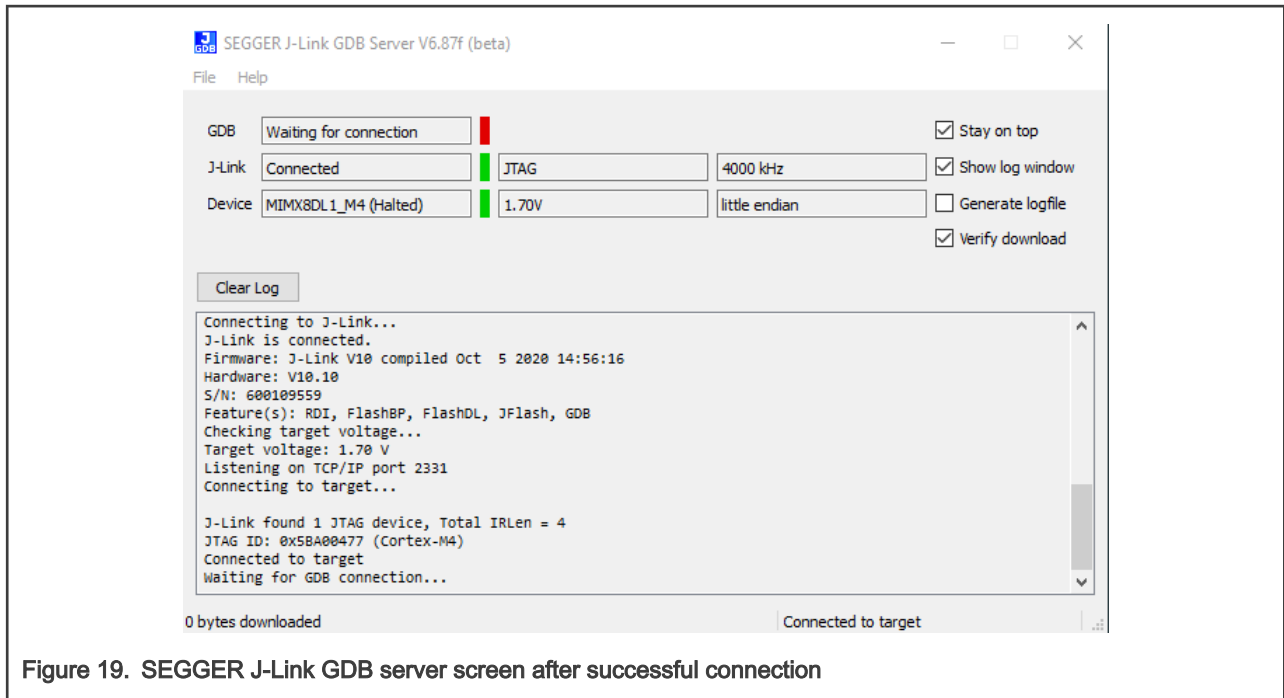 J
GDB
SEGGER J-Link GDB Server V6.87f (beta)
File Help
GDB Waiting for connection Stay on top
J-Link Connected JTAG 4000 kHz Show log window
Device MIMX8DL1_M4 (Halted) 1.70V little endian Generate logfile
Verify download
Clear Log
Connecting to J-Link...
J-Link is connected.
Firmware: J-Link V10 compiled Oct  5 2020 14:56:16
Hardware: V10.10
S/N: 600109559
Feature(s): RDI, FlashBP, FlashDL, JFlash, GDB
Checking target voltage...
Target voltage: 1.70 V
Listening on TCP/IP port 2331
Connecting to target...
J-Link found 1 JTAG device, Total IRLen = 4
JTAG ID: 0x5BA00477 (Cortex-M4)
Connected to target
Waiting for GDB connection...
0 bytes downloaded Connected to target
Figure 19. SEGGER J-Link GDB server screen after successful connection